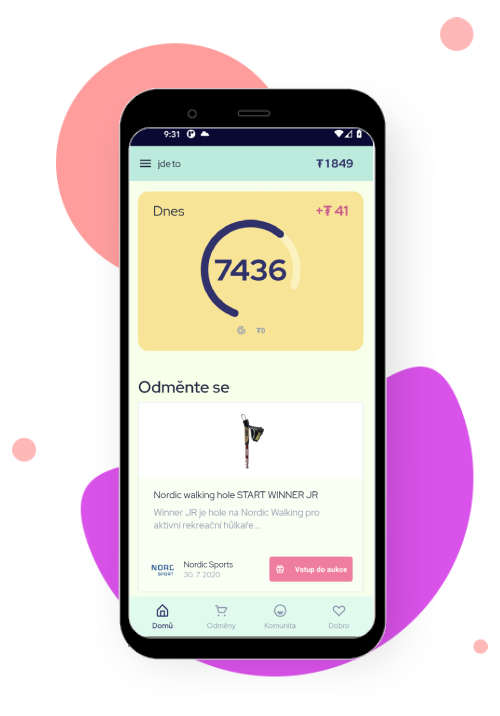 9:31
jde to
₮1849
Dnes
+₮ 41
7436
₮0
Odměnte se
Nordic walking hole START WINNER JR
Winner JR je hole na Nordic Walking pro
aktivní rekreační hůlkaře...
NORD
SPORT
Nordic Sports
30. 7. 2020
Vstup do aukce
Domů
Odměny
Komunita
Dobro